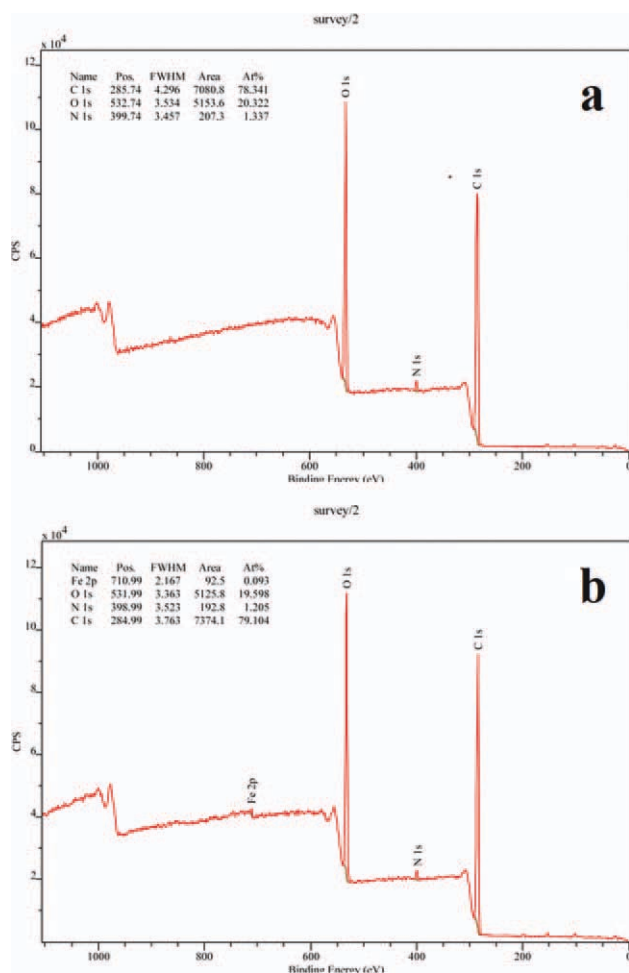 survey/2
x 10⁴
Name Pos. FWHM Area At%
C 1s 285.74 4.296 7080.8 78.341
O 1s 532.74 3.534 5153.6 20.322
N 1s 399.74 3.457 207.3 1.337
a
O 1s
C 1s
N 1s
12
10
8
6
4
2
0
CPS
1000 800 600 400 200 0
Binding Energy (eV)
survey/2
x 10⁴
Name Pos. FWHM Area At%
Fe 2p 710.99 2.167 92.5 0.093
O 1s 531.99 3.363 5125.8 19.598
N 1s 398.99 3.523 192.8 1.205
C 1s 284.99 3.763 7374.1 79.104
b
O 1s
C 1s
Fe 2p
N 1s
12
10
8
6
4
2
CPS
1000 800 600 400 200 0
Binding Energy (eV)